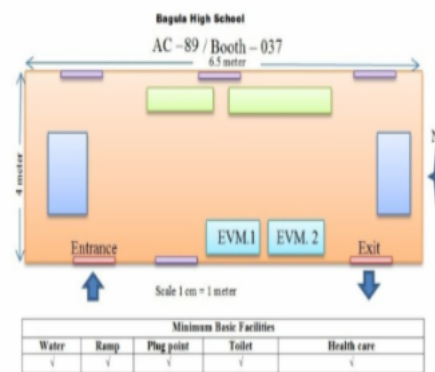 Bagula High School
AC –89 / Booth -037
6.5 meter
4 meter
N
EVM.1 EVM. 2
Entrance Exit
Scale 1 cm = 1 meter
Minimum Basic Facilities
Water Ramp Plug point Toilet Health care
√ √ √ √ √